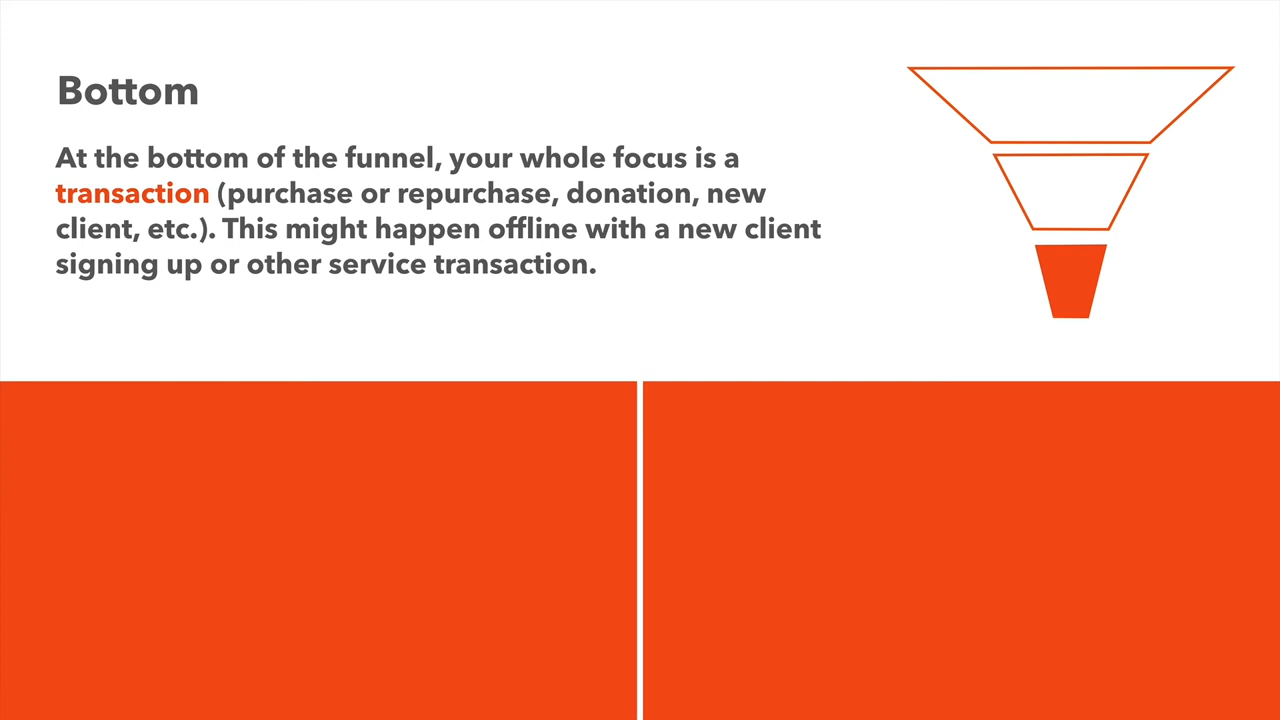 Bottom
At the bottom of the funnel, your whole focus is a
transaction (purchase or repurchase, donation, new
client, etc.). This might happen offline with a new client
signing up or other service transaction.